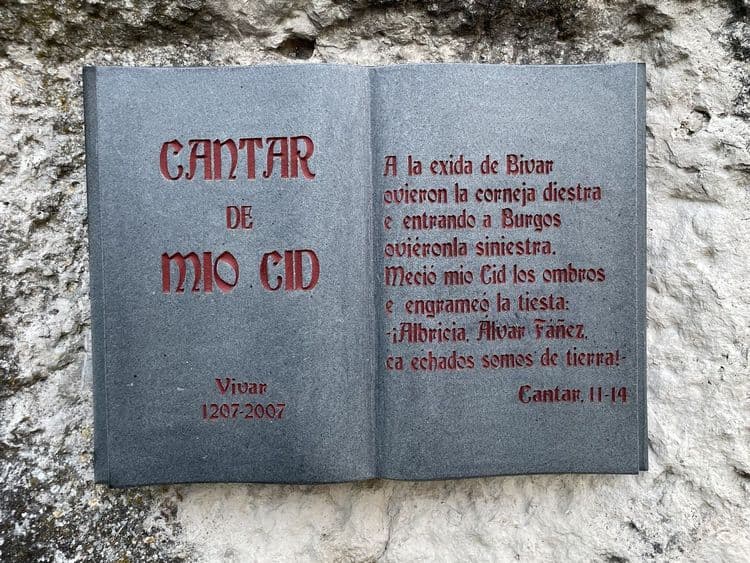 CANTAR
DE
MIO CID
Vivar
1207-2007
A la exida de Bivar
ovieron la corneja diestra
e entrando a Burgos
oviéronla siniestra.
Meció mio Cid los ombros
e engrameó la tiesta:
-¡Albricia, Álvar Fáñez,
ca echados somos de tierra!-
Cantar, 11-14